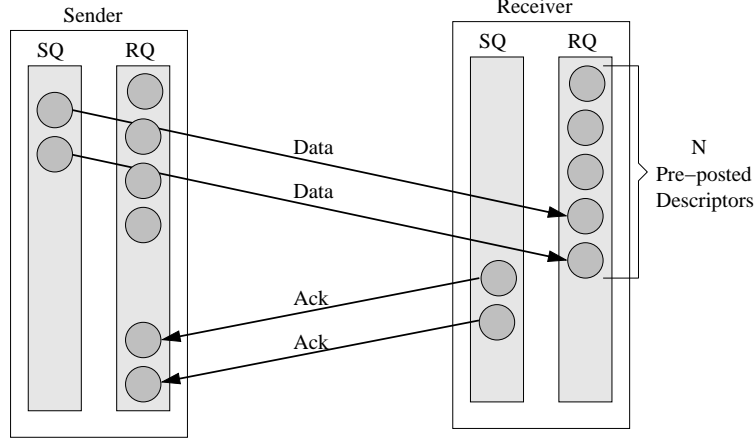 Sender
Receiver
SQ
RQ
SQ
RQ
Data
Data
Ack
Ack
N
Pre-posted
Descriptors